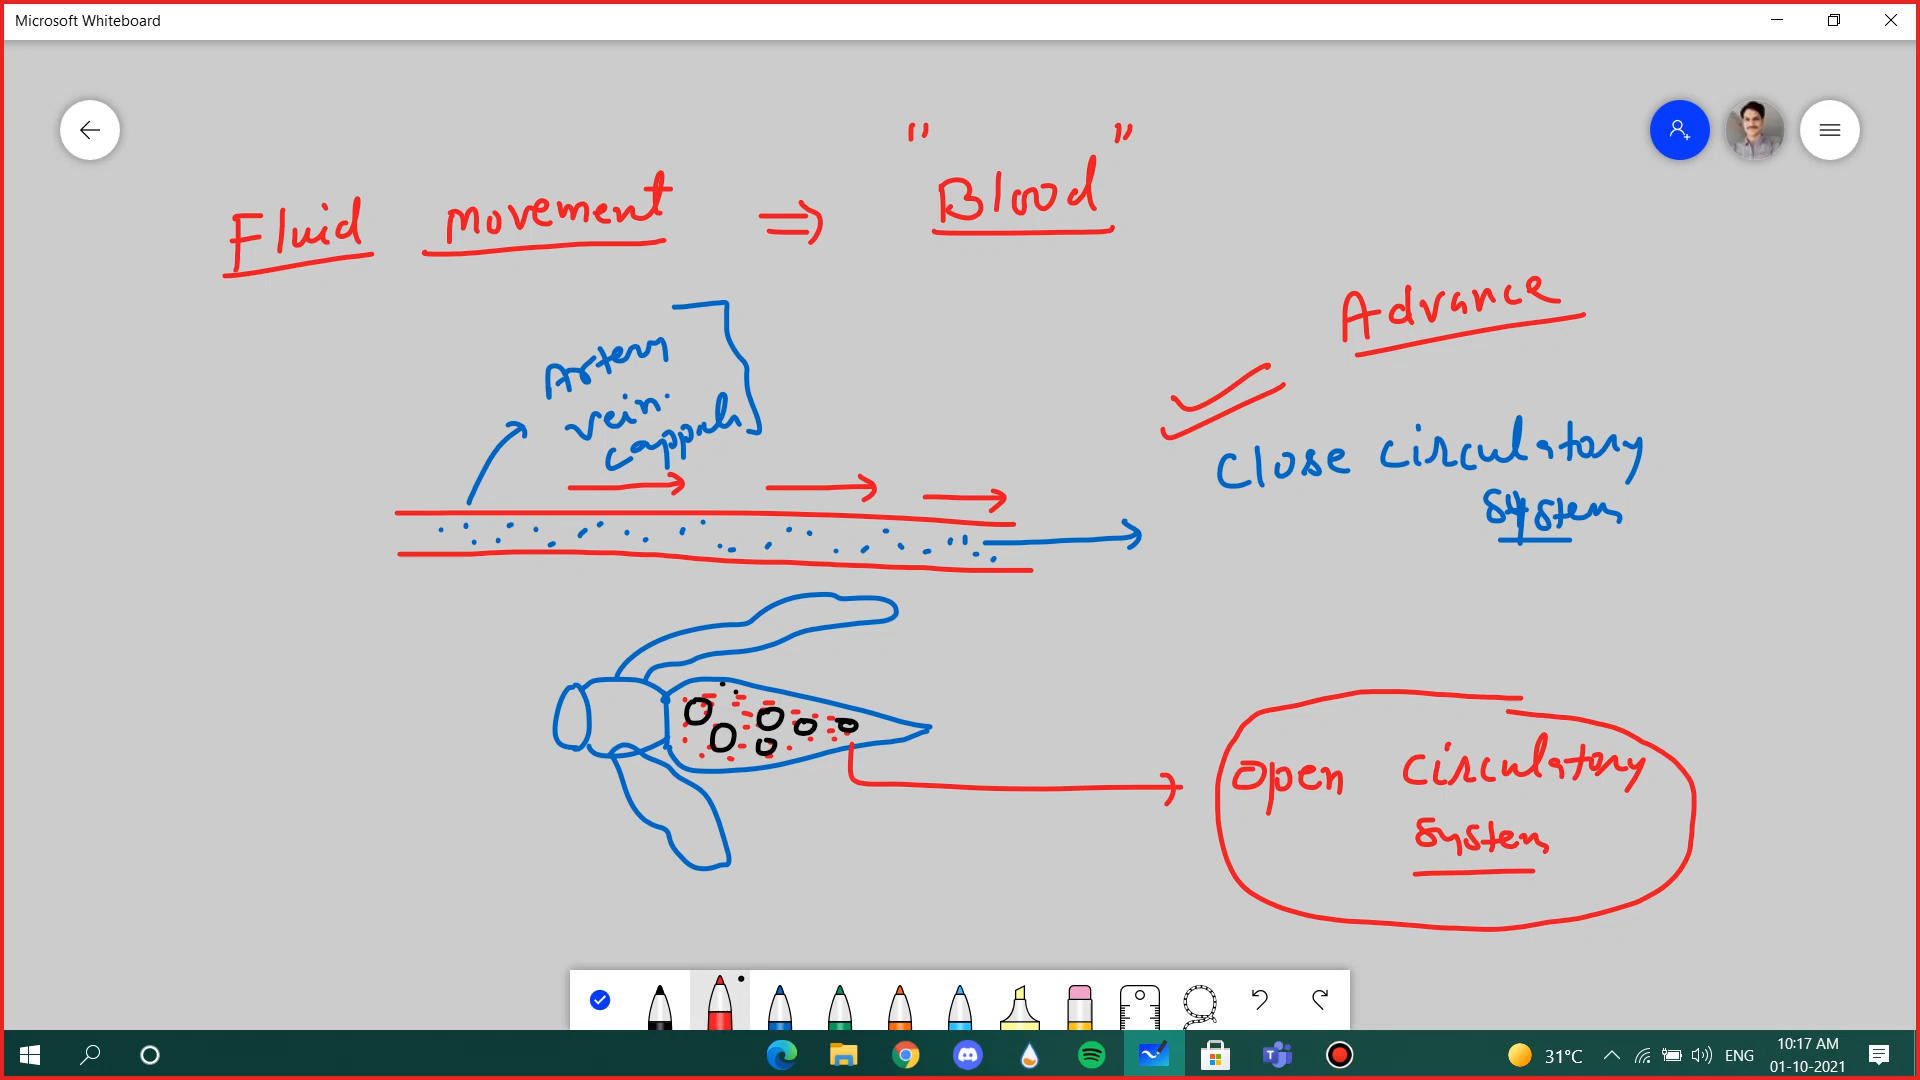 Microsoft Whiteboard
" Blood "
Fluid movement ⇒
Advance
Artery
vein
Close circulatory
system
Open circulatory
system
31°C
ENG
10:17 AM
01-10-2021